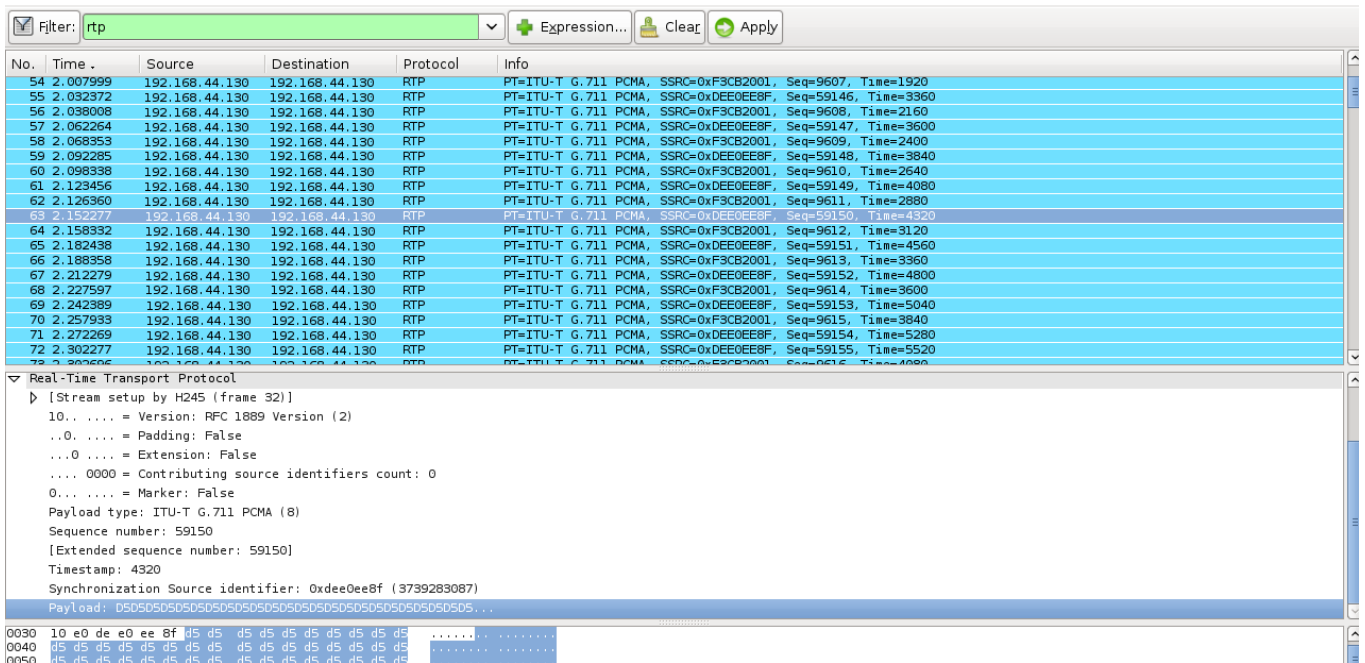 Filter: rtp Expression... Clear Apply
No. Time . Source Destination Protocol Info
54 2.007999 192.168.44.130 192.168.44.130 RTP PT=ITU-T G.711 PCMA, SSRC=0xF3CB2001, Seq=9607, Time=1920
55 2.032372 192.168.44.130 192.168.44.130 RTP PT=ITU-T G.711 PCMA, SSRC=0xDEE0EE8F, Seq=59146, Time=3360
56 2.038008 192.168.44.130 192.168.44.130 RTP PT=ITU-T G.711 PCMA, SSRC=0xF3CB2001, Seq=9608, Time=2160
57 2.062264 192.168.44.130 192.168.44.130 RTP PT=ITU-T G.711 PCMA, SSRC=0xDEE0EE8F, Seq=59147, Time=3600
58 2.068353 192.168.44.130 192.168.44.130 RTP PT=ITU-T G.711 PCMA, SSRC=0xF3CB2001, Seq=9609, Time=2400
59 2.092285 192.168.44.130 192.168.44.130 RTP PT=ITU-T G.711 PCMA, SSRC=0xDEE0EE8F, Seq=59148, Time=3840
60 2.098338 192.168.44.130 192.168.44.130 RTP PT=ITU-T G.711 PCMA, SSRC=0xF3CB2001, Seq=9610, Time=2640
61 2.123456 192.168.44.130 192.168.44.130 RTP PT=ITU-T G.711 PCMA, SSRC=0xDEE0EE8F, Seq=59149, Time=4080
62 2.126360 192.168.44.130 192.168.44.130 RTP PT=ITU-T G.711 PCMA, SSRC=0xF3CB2001, Seq=9611, Time=2880
63 2.152277 192.168.44.130 192.168.44.130 RTP PT=ITU-T G.711 PCMA, SSRC=0xDEE0EE8F, Seq=59150, Time=4320
64 2.158332 192.168.44.130 192.168.44.130 RTP PT=ITU-T G.711 PCMA, SSRC=0xF3CB2001, Seq=9612, Time=3120
65 2.182438 192.168.44.130 192.168.44.130 RTP PT=ITU-T G.711 PCMA, SSRC=0xDEE0EE8F, Seq=59151, Time=4560
66 2.188358 192.168.44.130 192.168.44.130 RTP PT=ITU-T G.711 PCMA, SSRC=0xF3CB2001, Seq=9613, Time=3360
67 2.212279 192.168.44.130 192.168.44.130 RTP PT=ITU-T G.711 PCMA, SSRC=0xDEE0EE8F, Seq=59152, Time=4800
68 2.227597 192.168.44.130 192.168.44.130 RTP PT=ITU-T G.711 PCMA, SSRC=0xF3CB2001, Seq=9614, Time=3600
69 2.242389 192.168.44.130 192.168.44.130 RTP PT=ITU-T G.711 PCMA, SSRC=0xDEE0EE8F, Seq=59153, Time=5040
70 2.257933 192.168.44.130 192.168.44.130 RTP PT=ITU-T G.711 PCMA, SSRC=0xF3CB2001, Seq=9615, Time=3840
71 2.272269 192.168.44.130 192.168.44.130 RTP PT=ITU-T G.711 PCMA, SSRC=0xDEE0EE8F, Seq=59154, Time=5280
72 2.302277 192.168.44.130 192.168.44.130 RTP PT=ITU-T G.711 PCMA, SSRC=0xDEE0EE8F, Seq=59155, Time=5520
Real-Time Transport Protocol
[Stream setup by H245 (frame 32)]
10.. .... = Version: RFC 1889 Version (2)
..0. .... = Padding: False
...0 .... = Extension: False
.... 0000 = Contributing source identifiers count: 0
0... .... = Marker: False
Payload type: ITU-T G.711 PCMA (8)
Sequence number: 59150
[Extended sequence number: 59150]
Timestamp: 4320
Synchronization Source identifier: 0xdee0ee8f (3739283087)
Payload: D5D5D5D5D5D5D5D5D5D5D5D5D5D5D5D5D5D5D5D5D5D5D5D5...
0030 10 e0 de e0 ee 8f d5 d5 d5 d5 d5 d5 d5 d5 d5 d5 ...... .. ........
0040 d5 d5 d5 d5 d5 d5 d5 d5 d5 d5 d5 d5 d5 d5 d5 d5 ........ ........
0050 d5 d5 d5 d5 d5 d5 d5 d5 d5 d5 d5 d5 d5 d5 d5 d5